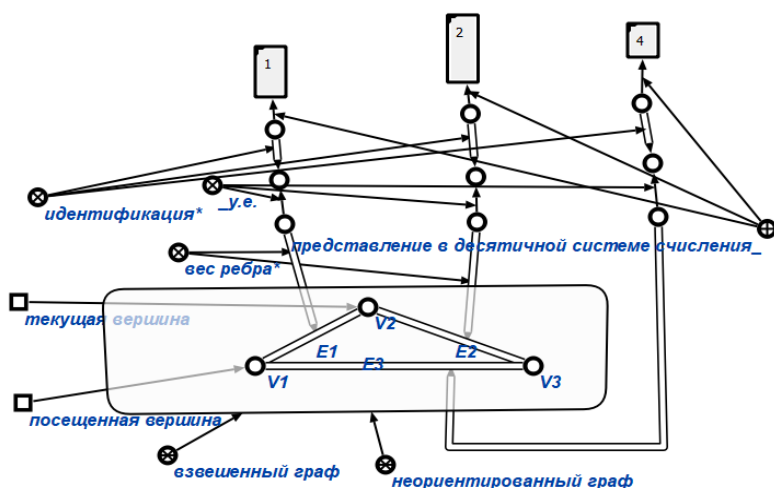 2
4
1
_у.е.
идентификация*
представление в десятичной системе счисления_
вес ребра*
текущая вершина
V2
E1
E2
E3
V1
V3
посещенная вершина
взвешенный граф
неориентированный граф